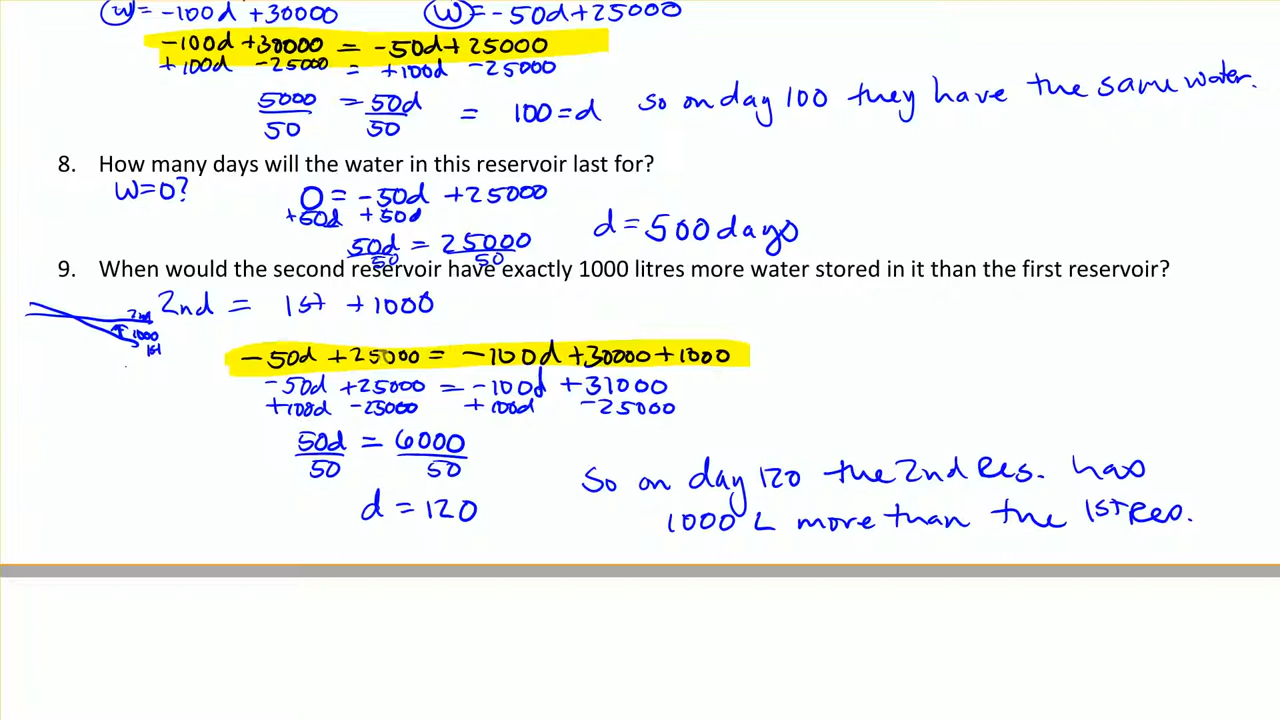 w = -100d + 30000   w = -50d + 25000
-100d + 30000 = -50d + 25000
+100d -25000 = +100d -25000
5000/50 = 50d/50 = 100 = d   so on day 100 they have the same water.
8. How many days will the water in this reservoir last for?
w = 0?   0 = -50d + 25000
+50d +50d
50d/50 = 25000/50   d = 500 days
9. When would the second reservoir have exactly 1000 litres more water stored in it than the first reservoir?
2nd 1000 1st
2nd = 1st + 1000
-50d + 25000 = -100d + 30000 + 1000
-50d + 25000 = -100d + 31000
+100d -25000 +100d -25000
50d/50 = 6000/50
d = 120
So on day 120 the 2nd Res. has
1000 L more than the 1st Res.